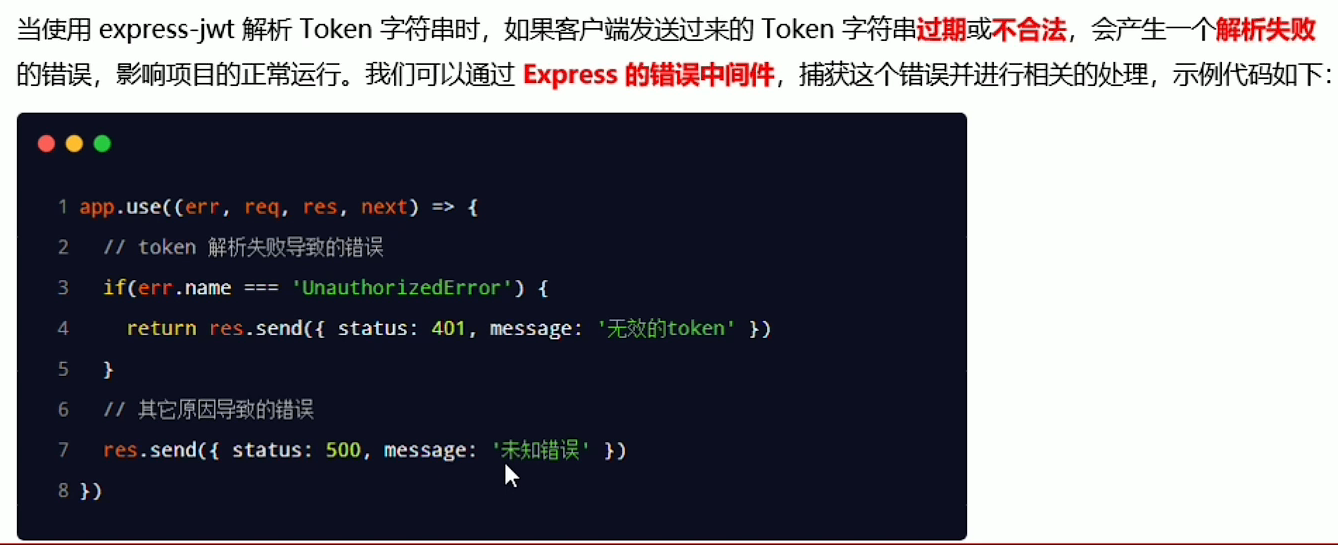 当使用 express-jwt 解析 Token 字符串时，如果客户端发送过来的 Token 字符串过期或不合法，会产生一个解析失败
的错误，影响项目的正常运行。我们可以通过 Express 的错误中间件，捕获这个错误并进行相关的处理，示例代码如下：
1 app.use((err, req, res, next) => {
2   // token 解析失败导致的错误
3   if(err.name === 'UnauthorizedError') {
4     return res.send({ status: 401, message: '无效的token' })
5   }
6   // 其它原因导致的错误
7   res.send({ status: 500, message: '未知错误' })
8 })